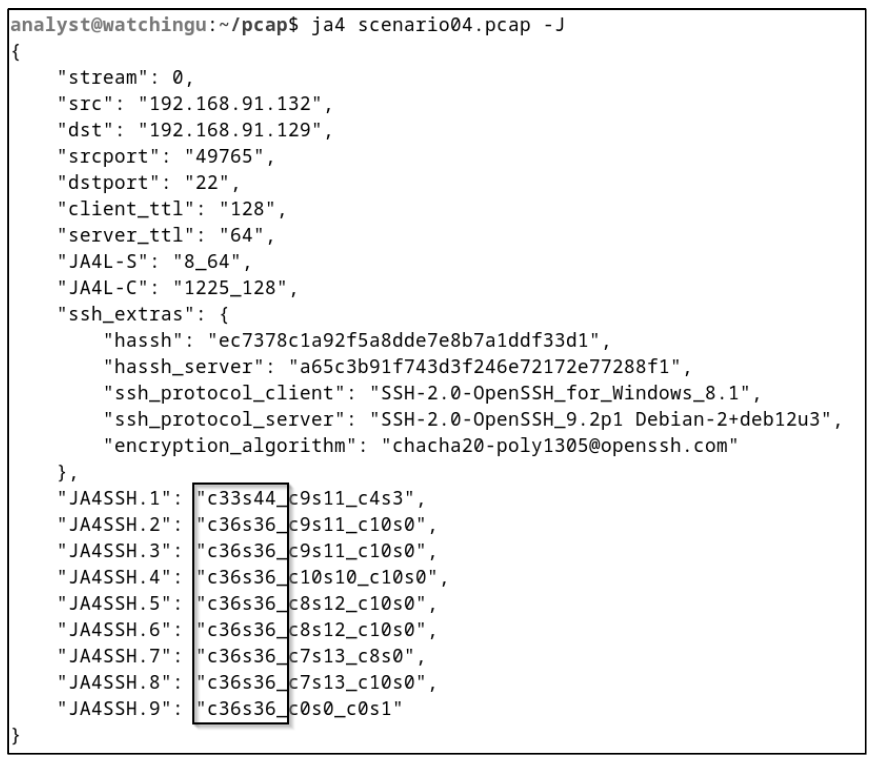 analyst@watchingu:~/pcap$ ja4 scenario04.pcap -J
{
    "stream": 0,
    "src": "192.168.91.132",
    "dst": "192.168.91.129",
    "srcport": "49765",
    "dstport": "22",
    "client_ttl": "128",
    "server_ttl": "64",
    "JA4L-S": "8_64",
    "JA4L-C": "1225_128",
    "ssh_extras": {
        "hassh": "ec7378c1a92f5a8dde7e8b7a1ddf33d1",
        "hassh_server": "a65c3b91f743d3f246e72172e77288f1",
        "ssh_protocol_client": "SSH-2.0-OpenSSH_for_Windows_8.1",
        "ssh_protocol_server": "SSH-2.0-OpenSSH_9.2p1 Debian-2+deb12u3",
        "encryption_algorithm": "chacha20-poly1305@openssh.com"
    },
    "JA4SSH.1": "c33s44_c9s11_c4s3",
    "JA4SSH.2": "c36s36_c9s11_c10s0",
    "JA4SSH.3": "c36s36_c9s11_c10s0",
    "JA4SSH.4": "c36s36_c10s10_c10s0",
    "JA4SSH.5": "c36s36_c8s12_c10s0",
    "JA4SSH.6": "c36s36_c8s12_c10s0",
    "JA4SSH.7": "c36s36_c7s13_c8s0",
    "JA4SSH.8": "c36s36_c7s13_c10s0",
    "JA4SSH.9": "c36s36_c0s0_c0s1"
}